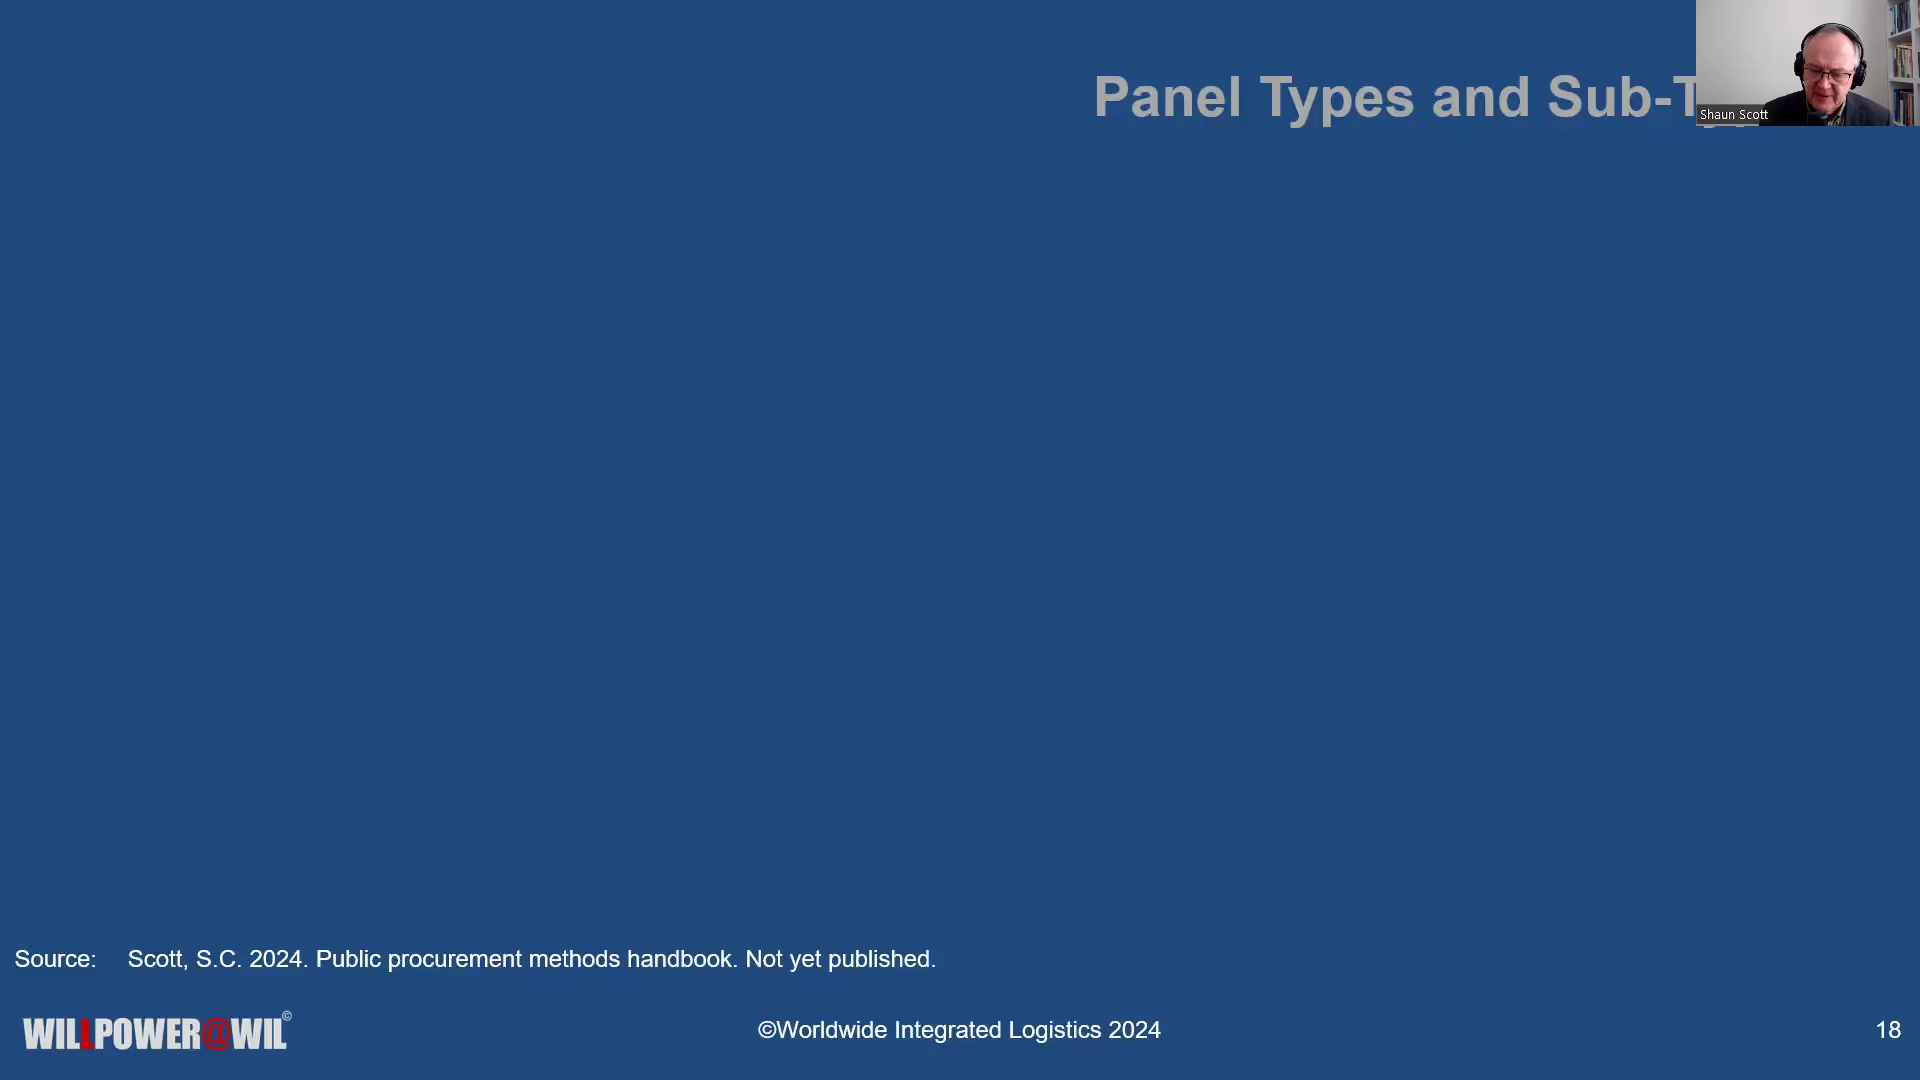 Panel Types and Sub-
Shaun Scott
Source: Scott, S.C. 2024. Public procurement methods handbook. Not yet published.
WILLPOWER@WIL©
©Worldwide Integrated Logistics 2024
18